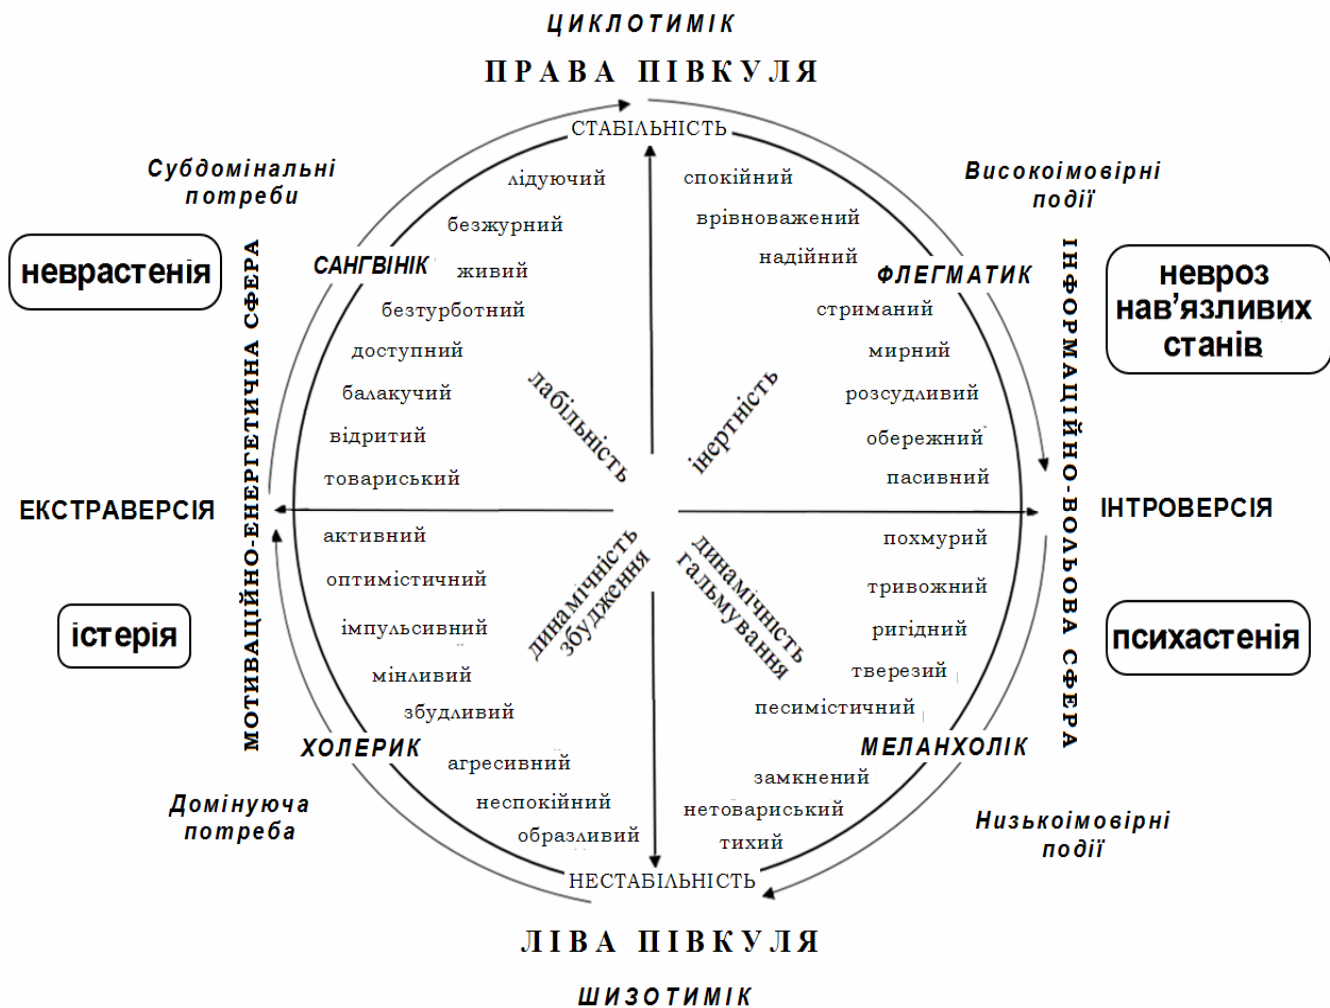 ЦИКЛОТИМІК
ПРАВА ПІВКУЛЯ
СТАБІЛЬНІСТЬ
Субдомінальні
потреби
Високоімовірні
події
неврастенія
невроз
нав’язливих
станів
МОТИВАЦІЙНО-ЕНЕРГЕТИЧНА СФЕРА
ІНФОРМАЦІЙНО-ВОЛЬОВА СФЕРА
САНГВІНІК
ФЛЕГМАТИК
лідуючий
безжурний
живий
безтурботний
доступний
балакучий
відритий
товариський
спокійний
врівноважений
надійний
стриманий
мирний
розсудливий
обережний
пасивний
лабільність
інертність
ЕКСТРАВЕРСІЯ
ІНТРОВЕРСІЯ
динамічність
збудження
динамічність
гальмування
активний
оптимістичний
імпульсивний
мінливий
збудливий
агресивний
неспокійний
образливий
похмурий
тривожний
ригідний
тверезий
песимістичний
замкнений
нетовариський
тихий
істерія
психастенія
ХОЛЕРИК
МЕЛАНХОЛІК
Домінуюча
потреба
Низькоімовірні
події
НЕСТАБІЛЬНІСТЬ
ЛІВА ПІВКУЛЯ
ШИЗОТИМІК